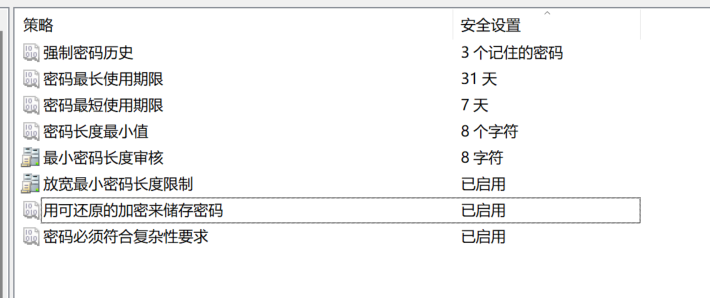 策略 安全设置
强制密码历史 3 个记住的密码
密码最长使用期限 31 天
密码最短使用期限 7 天
密码长度最小值 8 个字符
最小密码长度审核 8 字符
放宽最小密码长度限制 已启用
用可还原的加密来储存密码 已启用
密码必须符合复杂性要求 已启用